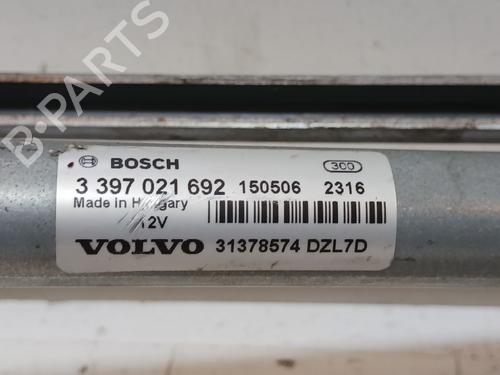 B-PARTS
BOSCH 300
3 397 021 692 150506 2316
Made in Hungary
12V
VOLVO 31378574 DZL7D